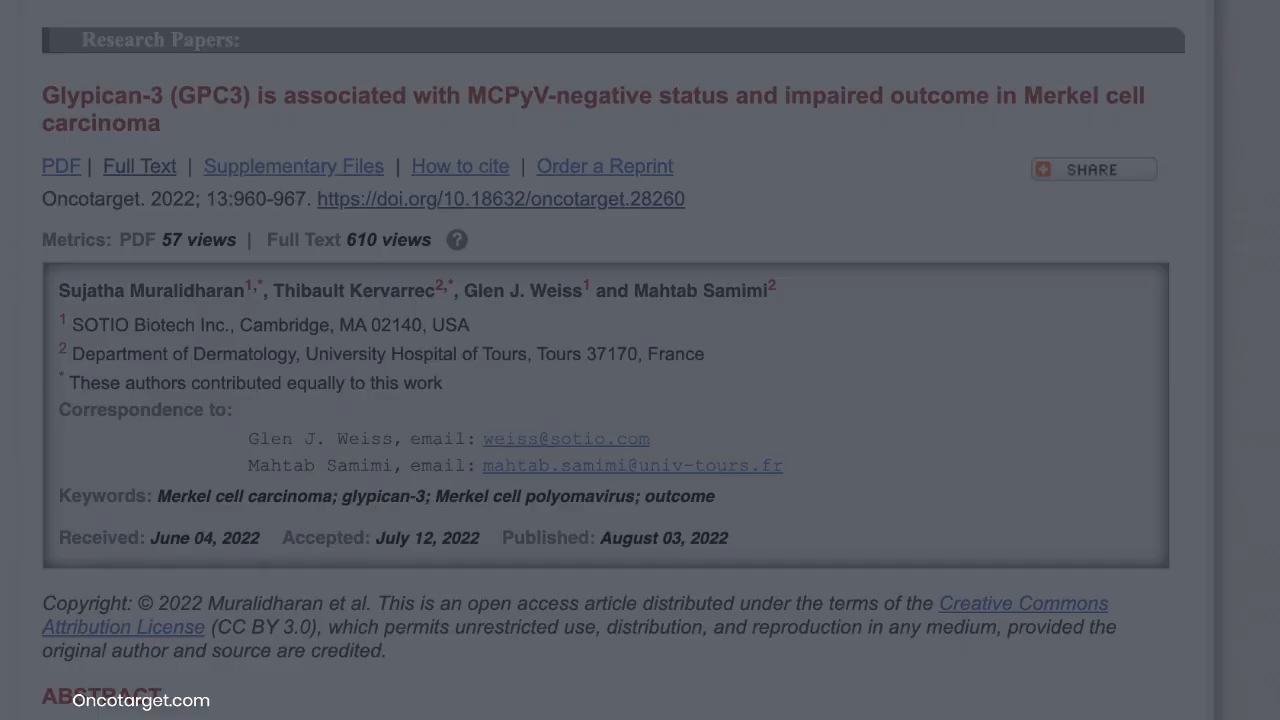 Research Papers:
Glypican-3 (GPC3) is associated with MCPyV-negative status and impaired outcome in Merkel cell
carcinoma
PDF | Full Text | Supplementary Files | How to cite | Order a Reprint
SHARE
Oncotarget. 2022; 13:960-967. https://doi.org/10.18632/oncotarget.28260
Metrics: PDF 57 views | Full Text 610 views ?
Sujatha Muralidharan1,*, Thibault Kervarrec2,*, Glen J. Weiss1 and Mahtab Samimi2
1 SOTIO Biotech Inc., Cambridge, MA 02140, USA
2 Department of Dermatology, University Hospital of Tours, Tours 37170, France
* These authors contributed equally to this work
Correspondence to:
Glen J. Weiss, email: weiss@sotio.com
Mahtab Samimi, email: mahtab.samimi@univ-tours.fr
Keywords: Merkel cell carcinoma; glypican-3; Merkel cell polyomavirus; outcome
Received: June 04, 2022 Accepted: July 12, 2022 Published: August 03, 2022
Copyright: © 2022 Muralidharan et al. This is an open access article distributed under the terms of the Creative Commons
Attribution License (CC BY 3.0), which permits unrestricted use, distribution, and reproduction in any medium, provided the
original author and source are credited.
ABSTRACT
Oncotarget.com